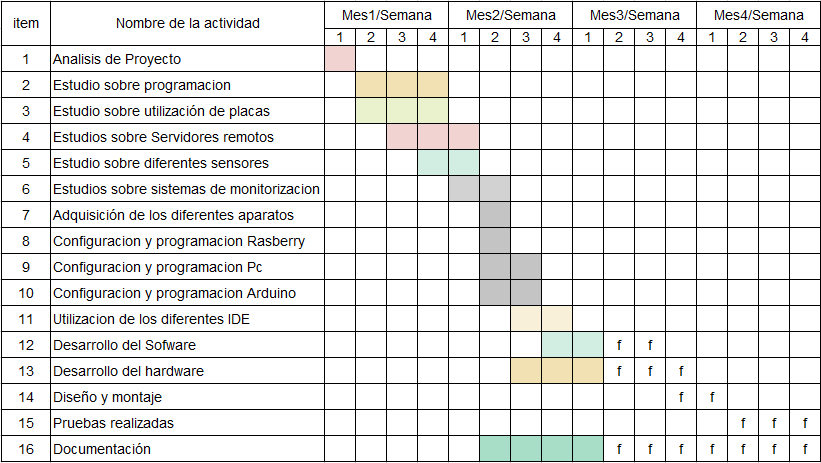 item Nombre de la actividad Mes1/Semana Mes2/Semana Mes3/Semana Mes4/Semana
1 2 3 4 1 2 3 4 1 2 3 4 1 2 3 4
1 Analisis de Proyecto
2 Estudio sobre programacion
3 Estudio sobre utilización de placas
4 Estudios sobre Servidores remotos
5 Estudio sobre diferentes sensores
6 Estudios sobre sistemas de monitorizacion
7 Adquisición de los diferentes aparatos
8 Configuracion y programacion Rasberry
9 Configuracion y programacion Pc
10 Configuracion y programacion Arduino
11 Utilizacion de los diferentes IDE
12 Desarrollo del Sofware f f
13 Desarrollo del hardware f f f
14 Diseño y montaje f f
15 Pruebas realizadas f f f
16 Documentación f f f f f f f